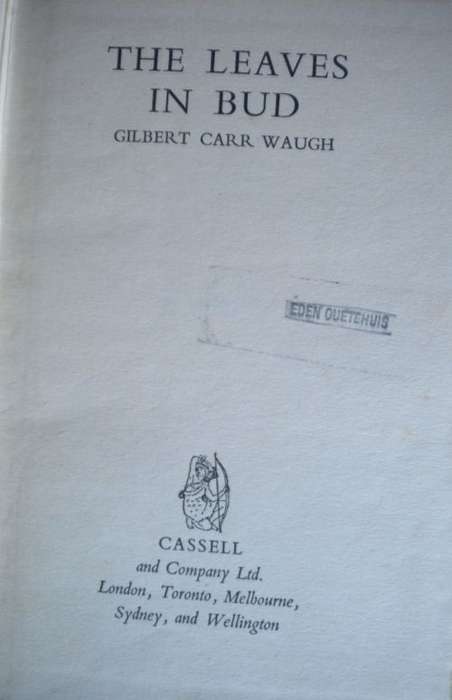 THE LEAVES
IN BUD
GILBERT CARR WAUGH
EDEN OUETEHUIS
CASSELL
and Company Ltd.
London, Toronto, Melbourne,
Sydney, and Wellington